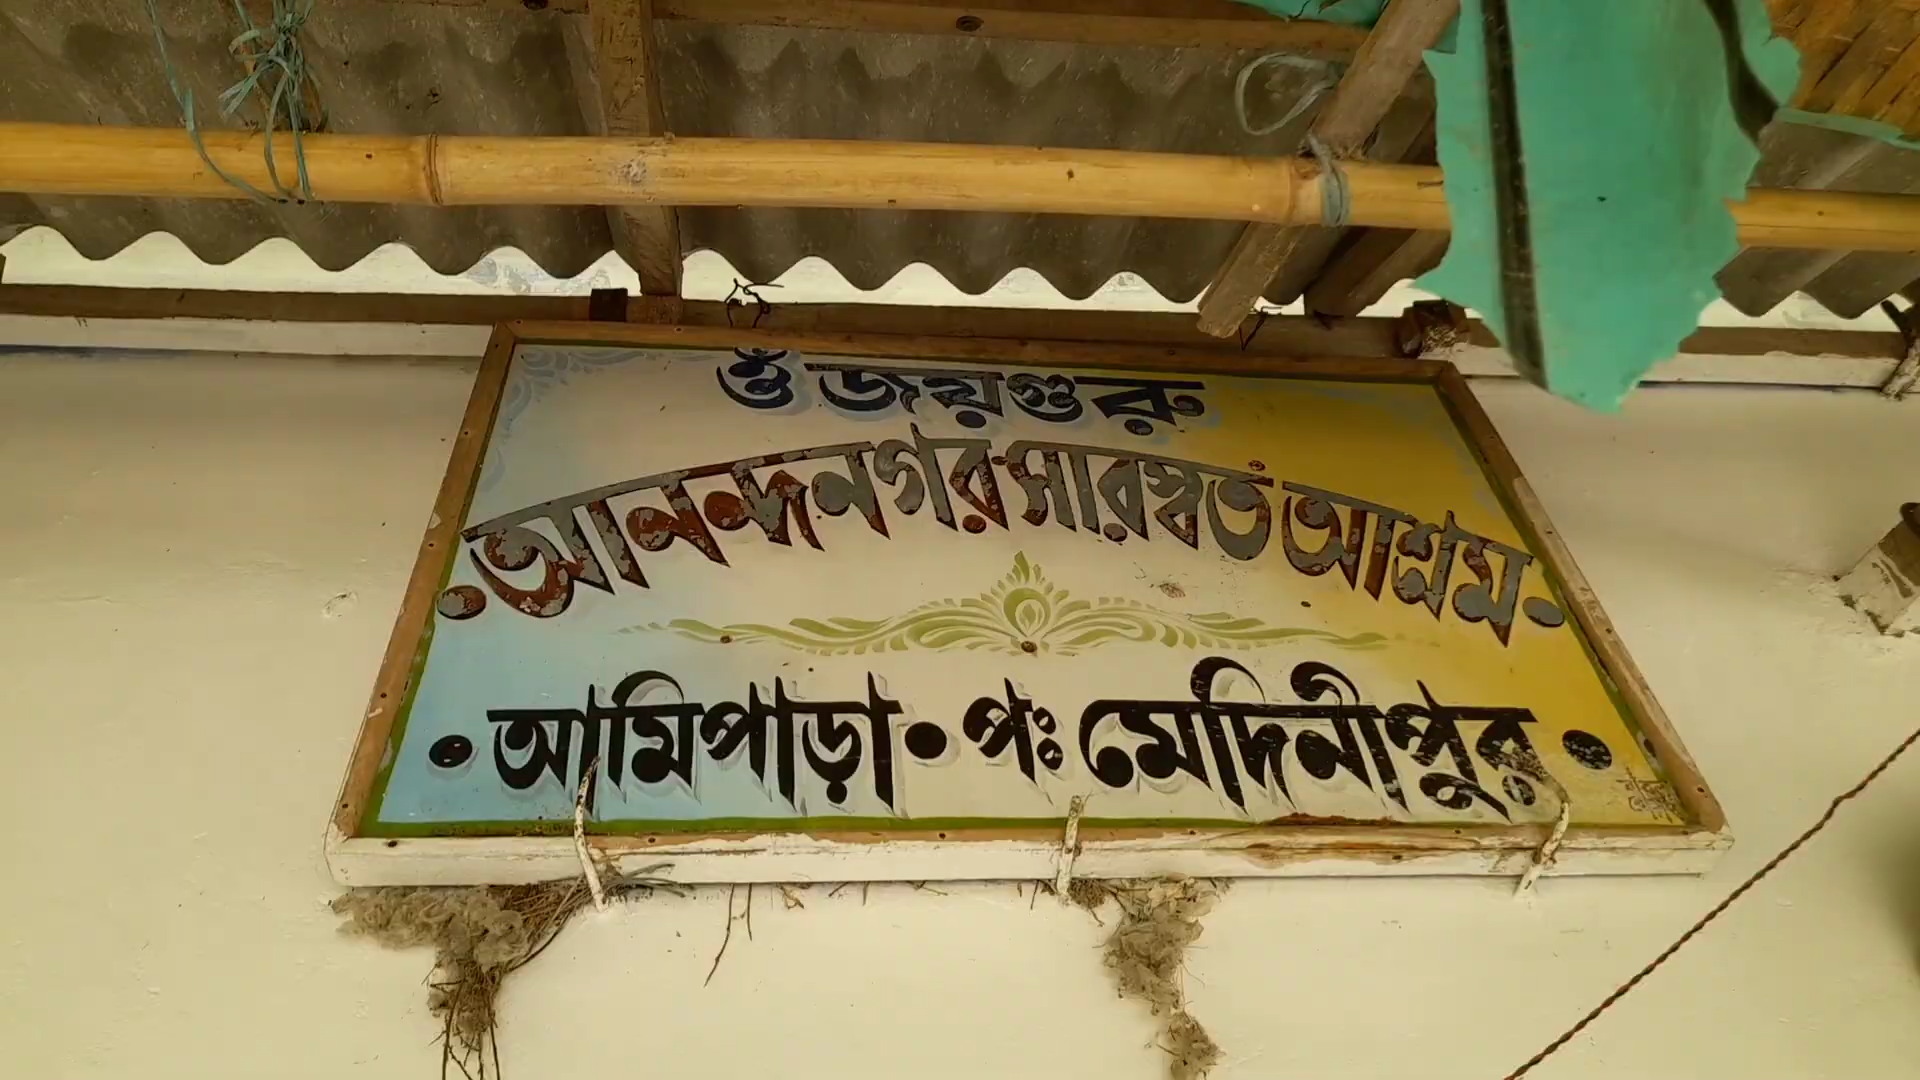 ওঁ জয়গুরু
আনন্দনগর সারস্বত আশ্রম
আমিপাড়া • পঃ মেদিনীপুর